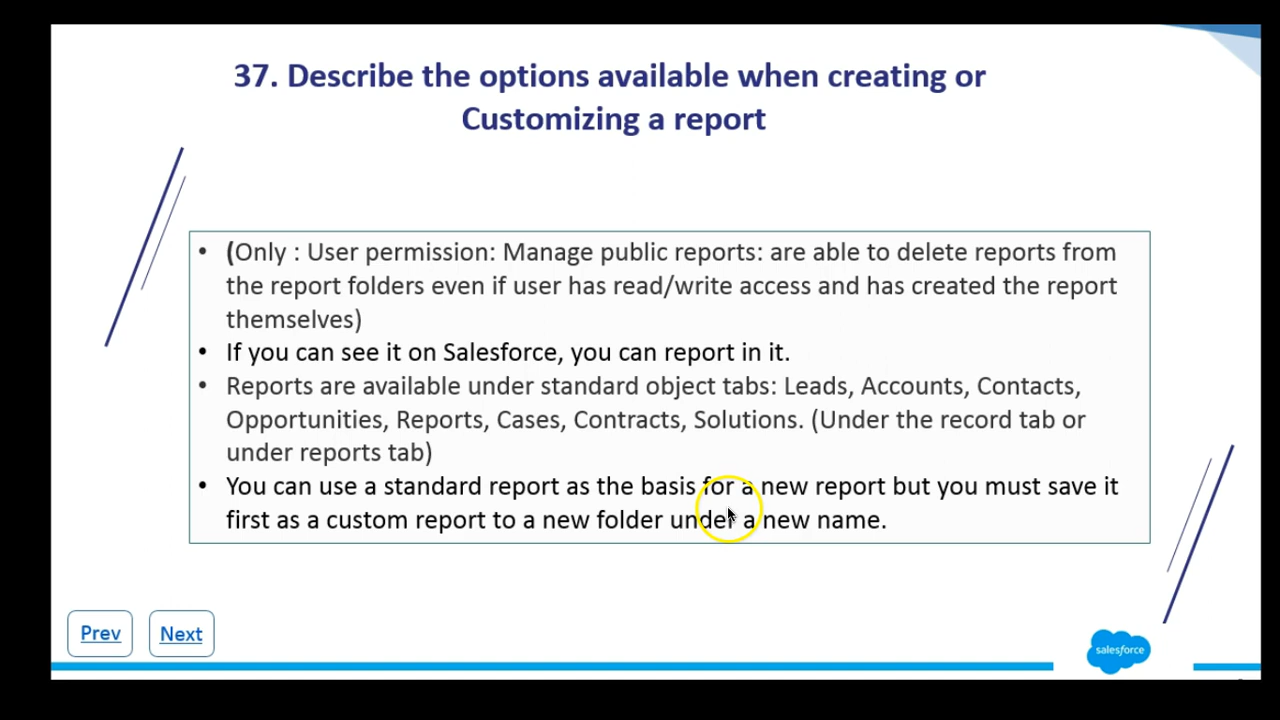 37. Describe the options available when creating or
Customizing a report
• (Only : User permission: Manage public reports: are able to delete reports from
the report folders even if user has read/write access and has created the report
themselves)
• If you can see it on Salesforce, you can report in it.
• Reports are available under standard object tabs: Leads, Accounts, Contacts,
Opportunities, Reports, Cases, Contracts, Solutions. (Under the record tab or
under reports tab)
• You can use a standard report as the basis for a new report but you must save it
first as a custom report to a new folder under a new name.
Prev
Next
salesforce